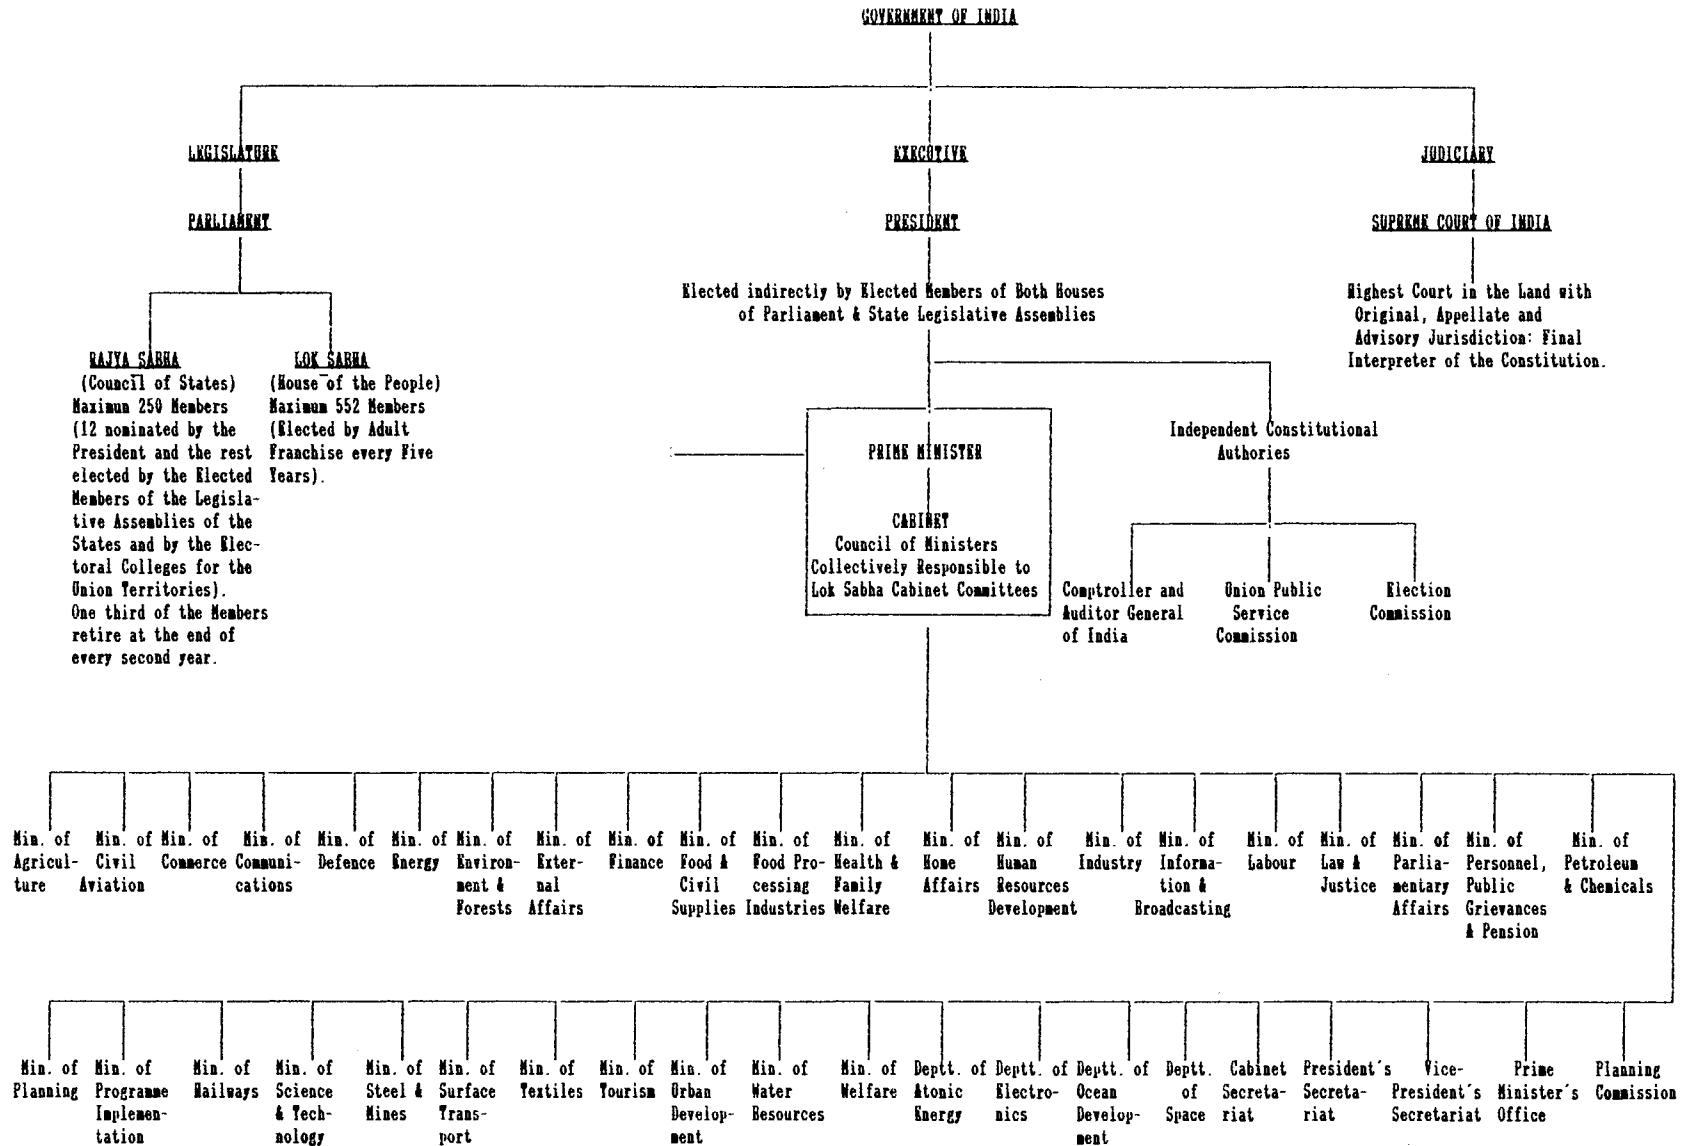 GOVERNMENT OF INDIA
LEGISLATURE
EXECUTIVE
JUDICIARY
PARLIAMENT
PRESIDENT
SUPREME COURT OF INDIA
Elected indirectly by Elected Members of Both Houses
of Parliament & State Legislative Assemblies
Highest Court in the Land with
Original, Appellate and
Advisory Jurisdiction: Final
Interpreter of the Constitution.
RAJYA SABHA
(Council of States)
Maximum 250 Members
(12 nominated by the
President and the rest
elected by the Elected
Members of the Legisla-
tive Assemblies of the
States and by the Elec-
toral Colleges for the
Union Territories).
One third of the Members
retire at the end of
every second year.
LOK SABHA
(House of the People)
Maximum 552 Members
(Elected by Adult
Franchise every Five
Years).
PRIME MINISTER
CABINET
Council of Ministers
Collectively Responsible to
Lok Sabha Cabinet Committees
Independent Constitutional
Authories
Comptroller and
Auditor General
of India
Union Public
Service
Commission
Election
Commission
Min. of
Agricul-
ture
Min. of
Civil
Aviation
Min. of
Commerce
Min. of
Communi-
cations
Min. of
Defence
Min. of
Energy
Min. of
Environ-
ment &
Forests
Min. of
Exter-
nal
Affairs
Min. of
Finance
Min. of
Food &
Civil
Supplies
Min. of
Food Pro-
cessing
Industries
Min. of
Health &
Family
Welfare
Min. of
Home
Affairs
Min. of
Human
Resources
Development
Min. of
Industry
Min. of
Informa-
tion &
Broadcasting
Min. of
Labour
Min. of
Law &
Justice
Min. of
Parlia-
mentary
Affairs
Min. of
Personnel,
Public
Grievances
& Pension
Min. of
Petroleum
& Chemicals
Min. of
Planning
Min. of
Programme
Implemen-
tation
Min. of
Railways
Min. of
Science
& Tech-
nology
Min. of
Steel &
Mines
Min. of
Surface
Trans-
port
Min. of
Textiles
Min. of
Tourism
Min. of
Urban
Develop-
ment
Min. of
Water
Resources
Min. of
Welfare
Deptt. of
Atomic
Energy
Deptt. of
Electro-
nics
Deptt. of
Ocean
Develop-
ment
Deptt.
of
Space
Cabinet
Secreta-
riat
President's
Secreta-
riat
Vice-
President's
Secretariat
Prime
Minister's
Office
Planning
Commission